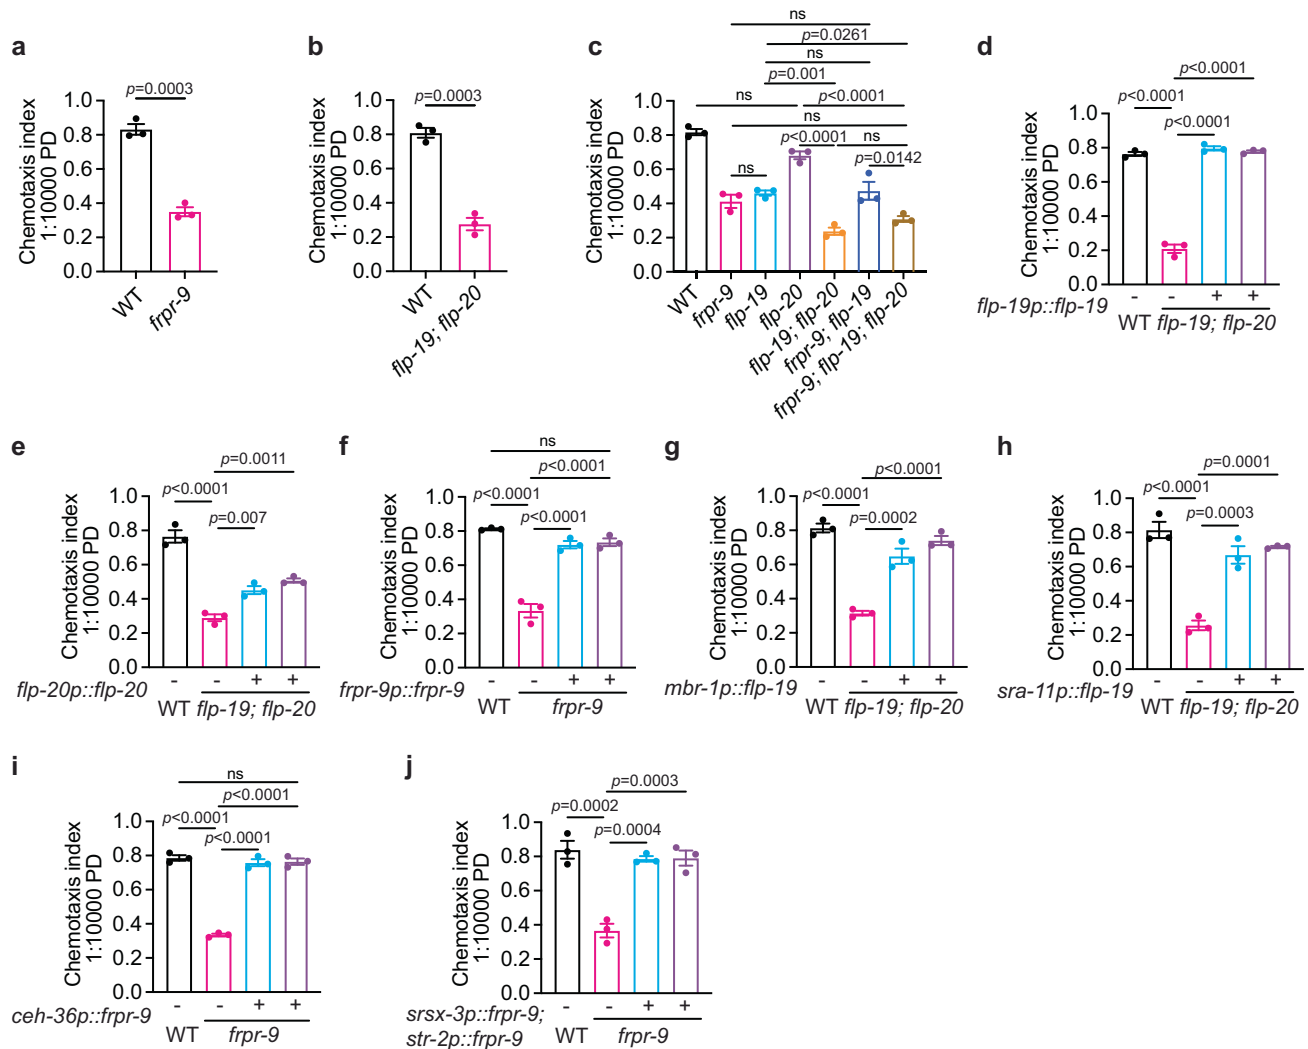 a
p=0.0003
Chemotaxis index
1:10000 PD
1.0
0.8
0.6
0.4
0.2
0.0
WT
frpr-9
b
p=0.0003
Chemotaxis index
1:10000 PD
1.0
0.8
0.6
0.4
0.2
0.0
WT
flp-19; flp-20
c
ns
p=0.0261
ns
p=0.001
ns
p<0.0001
ns
p<0.0001
ns
p=0.0142
ns
Chemotaxis index
1:10000 PD
1.0
0.8
0.6
0.4
0.2
0.0
WT
frpr-9
flp-19
flp-20
flp-19; flp-20
frpr-9; flp-19
frpr-9; flp-19; flp-20
d
p<0.0001
p<0.0001
p<0.0001
Chemotaxis index
1:10000 PD
1.0
0.8
0.6
0.4
0.2
0.0
flp-19p::flp-19
- - + +
WT flp-19; flp-20
e
p=0.0011
p<0.0001
p=0.007
Chemotaxis index
1:10000 PD
1.0
0.8
0.6
0.4
0.2
0.0
flp-20p::flp-20
- - + +
WT flp-19; flp-20
f
ns
p<0.0001
p<0.0001
p<0.0001
Chemotaxis index
1:10000 PD
1.0
0.8
0.6
0.4
0.2
0.0
frpr-9p::frpr-9
- - + +
WT frpr-9
g
p<0.0001
p<0.0001
p=0.0002
Chemotaxis index
1:10000 PD
1.0
0.8
0.6
0.4
0.2
0.0
mbr-1p::flp-19
- - + +
WT flp-19; flp-20
h
p=0.0001
p<0.0001
p=0.0003
Chemotaxis index
1:10000 PD
1.0
0.8
0.6
0.4
0.2
0.0
sra-11p::flp-19
- - + +
WT flp-19; flp-20
i
ns
p<0.0001
p<0.0001
p<0.0001
Chemotaxis index
1:10000 PD
1.0
0.8
0.6
0.4
0.2
0.0
ceh-36p::frpr-9
- - + +
WT frpr-9
j
p=0.0003
p=0.0002
p=0.0004
Chemotaxis index
1:10000 PD
1.0
0.8
0.6
0.4
0.2
0.0
srsx-3p::frpr-9;
str-2p::frpr-9
- - + +
WT frpr-9